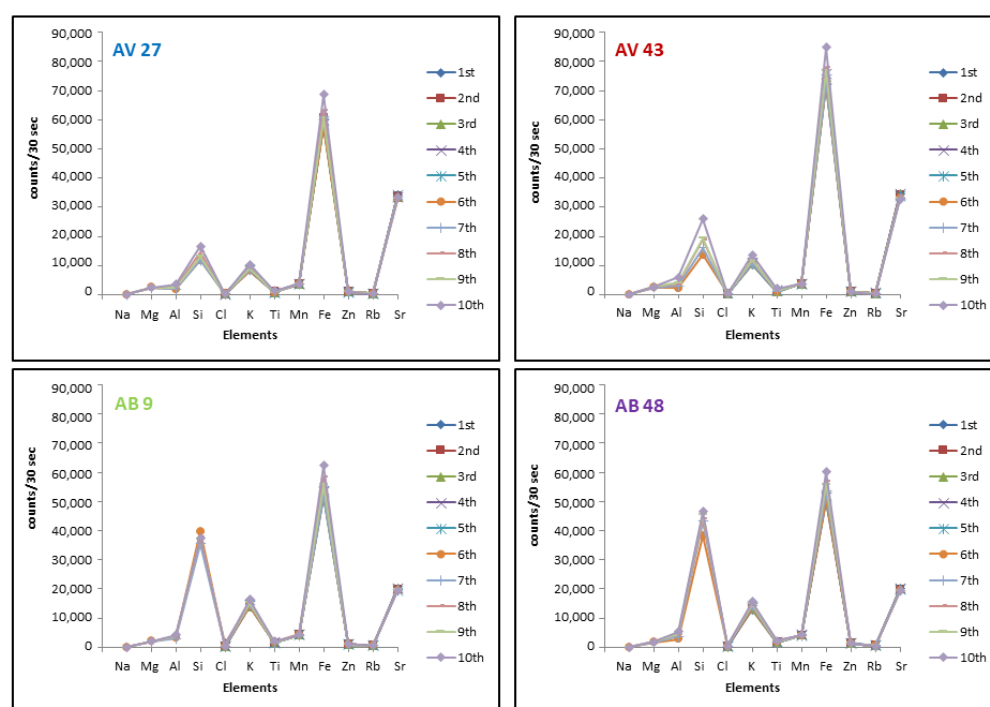 AV 27
90,000
80,000
70,000
60,000
50,000
40,000
30,000
20,000
10,000
0
counts/30 sec
Na Mg Al Si Cl K Ti Mn Fe Zn Rb Sr
Elements
1st
2nd
3rd
4th
5th
6th
7th
8th
9th
10th
AV 43
90,000
80,000
70,000
60,000
50,000
40,000
30,000
20,000
10,000
0
counts/30 sec
Na Mg Al Si Cl K Ti Mn Fe Zn Rb Sr
Elements
1st
2nd
3rd
4th
5th
6th
7th
8th
9th
10th
AB 9
90,000
80,000
70,000
60,000
50,000
40,000
30,000
20,000
10,000
0
counts/30 sec
Na Mg Al Si Cl K Ti Mn Fe Zn Rb Sr
Elements
1st
2nd
3rd
4th
5th
6th
7th
8th
9th
10th
AB 48
90,000
80,000
70,000
60,000
50,000
40,000
30,000
20,000
10,000
0
counts/30 sec
Na Mg Al Si Cl K Ti Mn Fe Zn Rb Sr
Elements
1st
2nd
3rd
4th
5th
6th
7th
8th
9th
10th